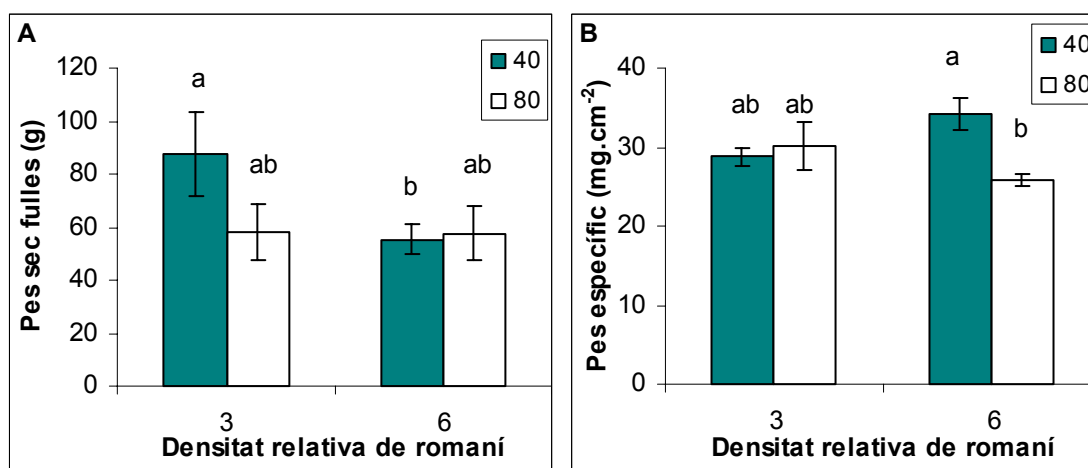 A
40
80
Pes sec fulles (g)
120
100
80
60
40
20
0
a
ab
b
ab
3
6
Densitat relativa de romaní
B
40
80
Pes específic (mg.cm-2)
40
30
20
10
0
ab
ab
a
b
3
6
Densitat relativa de romaní